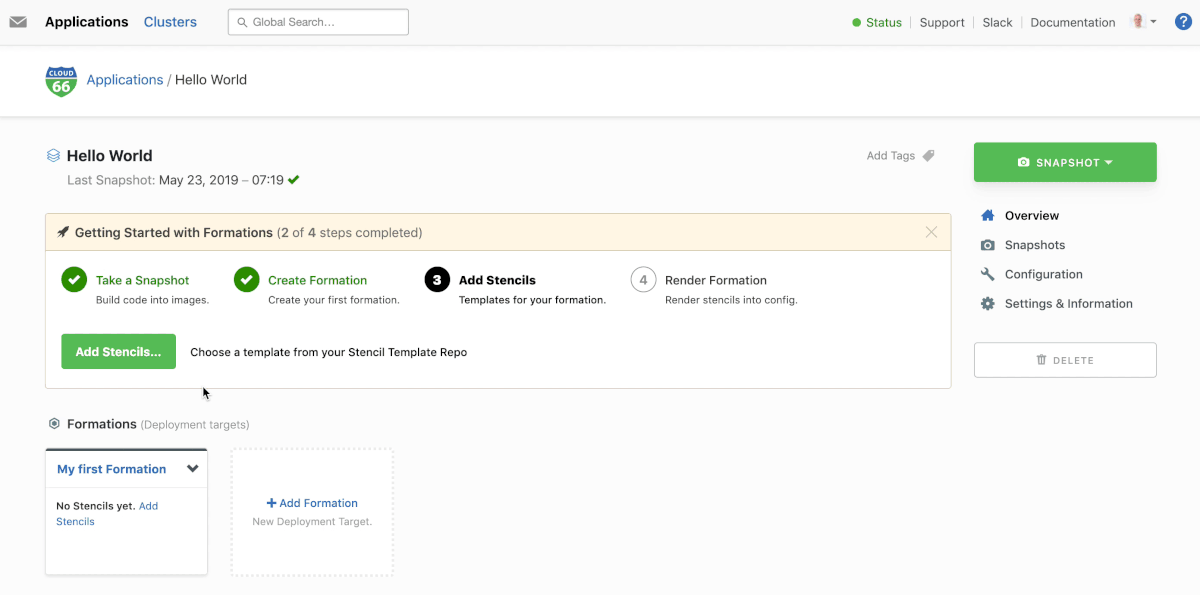 Applications Clusters Global Search... Status Support Slack Documentation ?
CLOUD
66
Applications / Hello World
Hello World
Add Tags
SNAPSHOT
Last Snapshot: May 23, 2019 – 07:19
Getting Started with Formations (2 of 4 steps completed)
Take a Snapshot
Build code into images.
Create Formation
Create your first formation.
3 Add Stencils
Templates for your formation.
4 Render Formation
Render stencils into config.
Add Stencils... Choose a template from your Stencil Template Repo
Overview
Snapshots
Configuration
Settings & Information
DELETE
Formations (Deployment targets)
My first Formation
No Stencils yet. Add
Stencils
+ Add Formation
New Deployment Target.